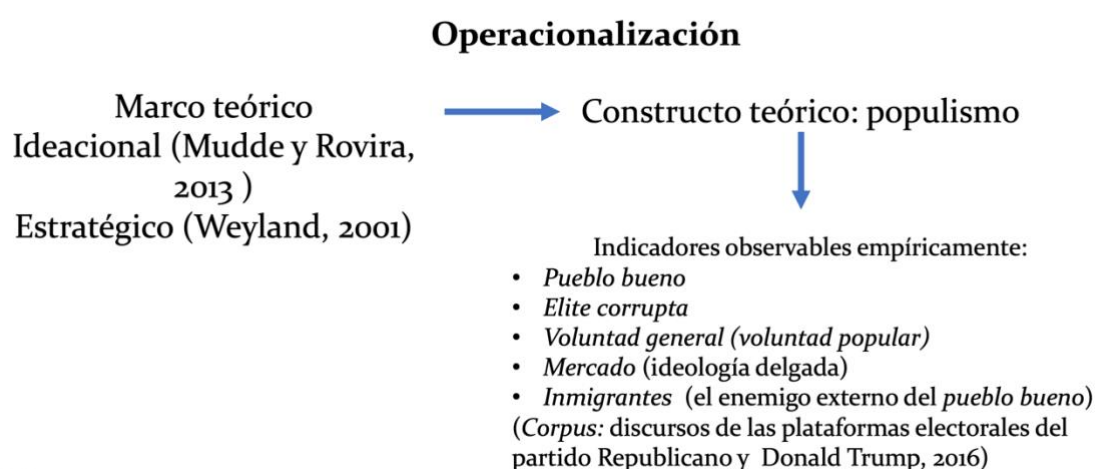 Operacionalización
Marco teórico
Ideacional (Mudde y Rovira,
2013 )
Estratégico (Weyland, 2001)
Constructo teórico: populismo
Indicadores observables empíricamente:
• Pueblo bueno
• Elite corrupta
• Voluntad general (voluntad popular)
• Mercado (ideología delgada)
• Inmigrantes (el enemigo externo del pueblo bueno)
(Corpus: discursos de las plataformas electorales del
partido Republicano y Donald Trump, 2016)